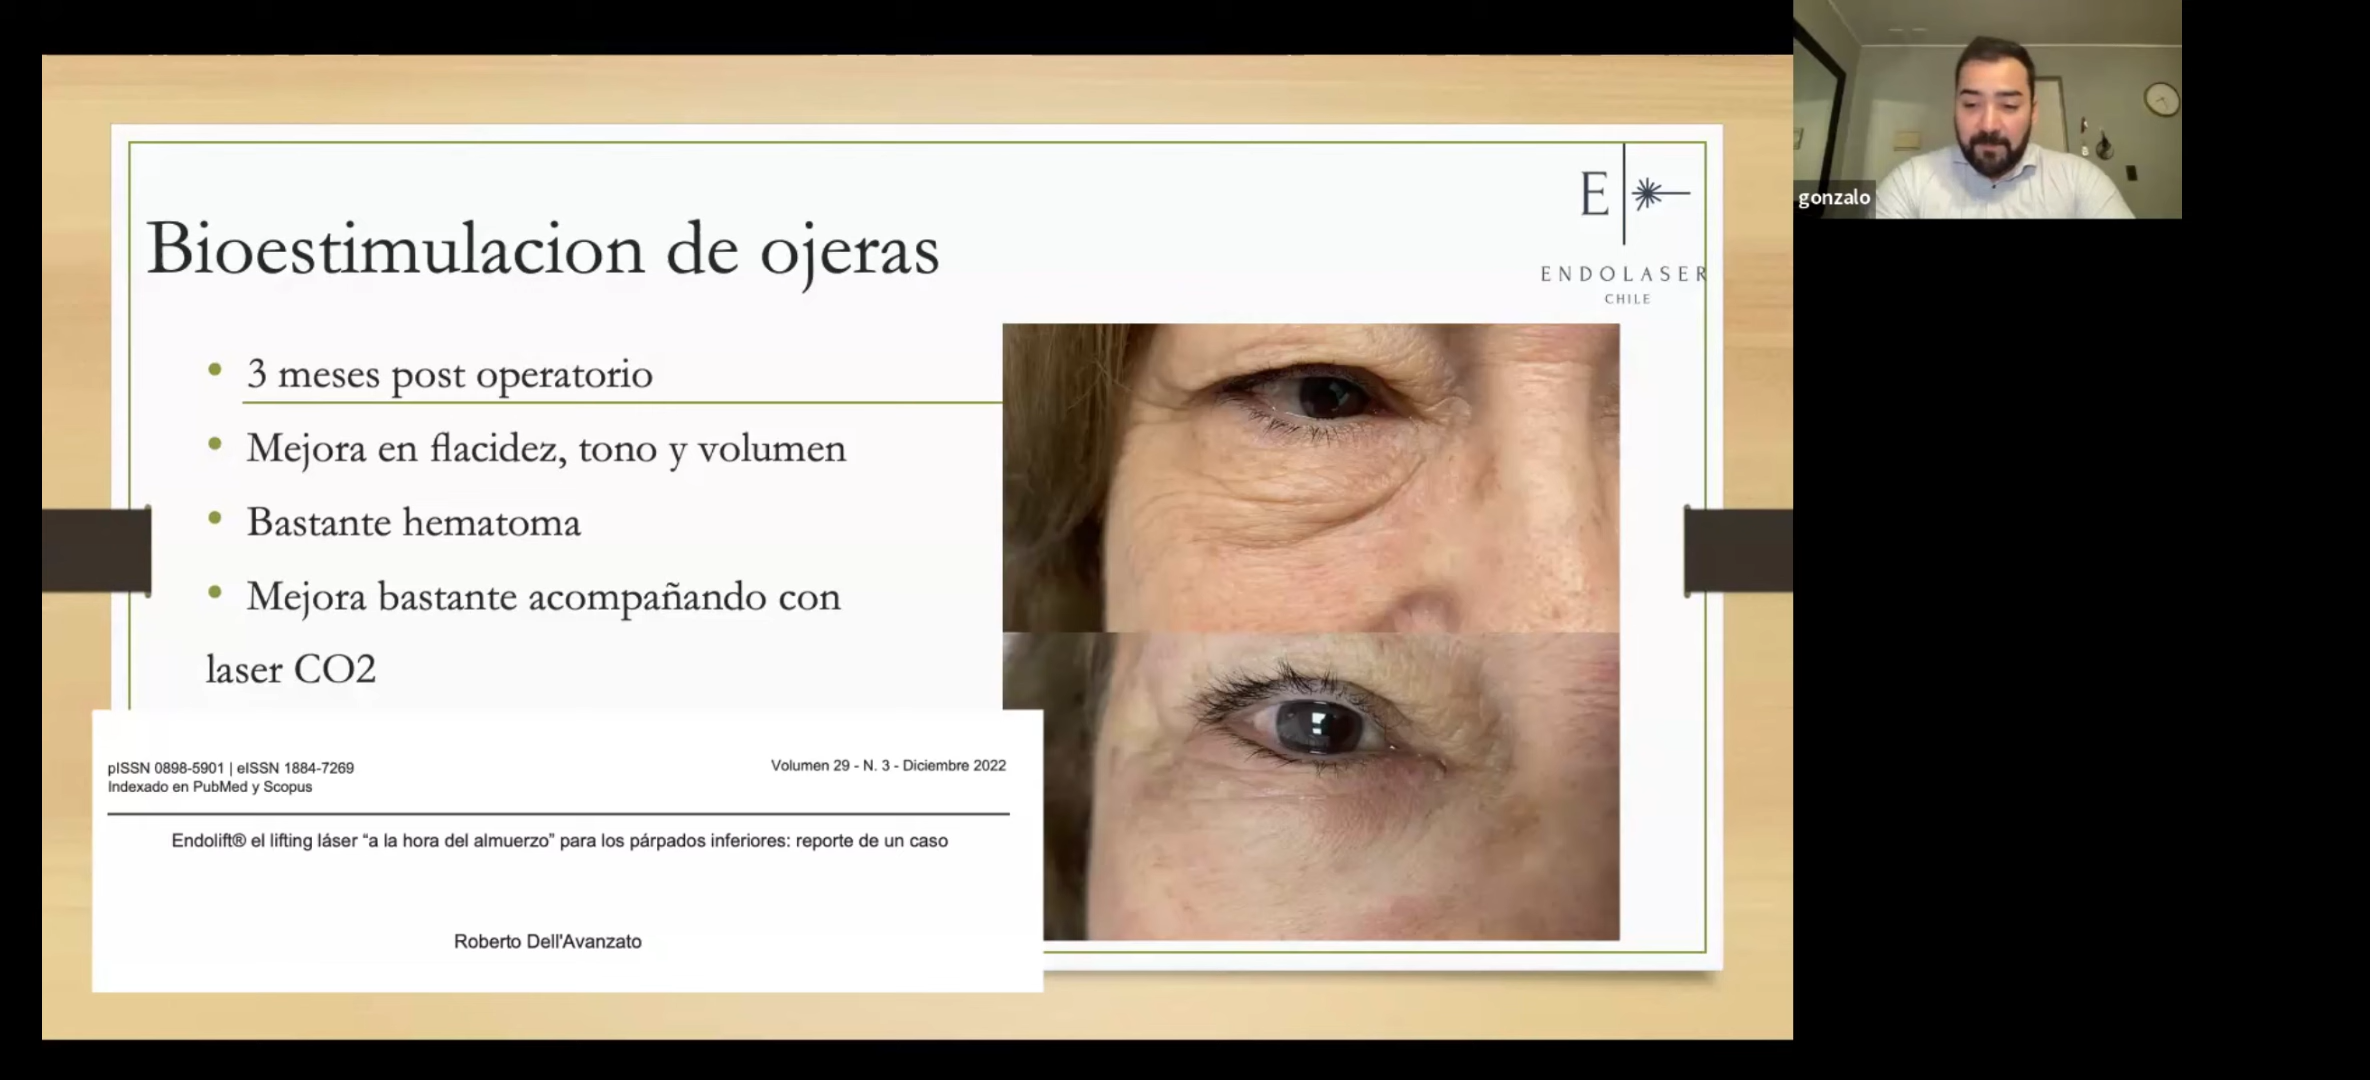 E
ENDOLASER
CHILE
Bioestimulacion de ojeras
• 3 meses post operatorio
• Mejora en flacidez, tono y volumen
• Bastante hematoma
• Mejora bastante acompañando con
laser CO2
pISSN 0898-5901 | eISSN 1884-7269
Indexado en PubMed y Scopus
Volumen 29 - N. 3 - Diciembre 2022
Endolift® el lifting láser “a la hora del almuerzo” para los párpados inferiores: reporte de un caso
Roberto Dell'Avanzato
gonzalo